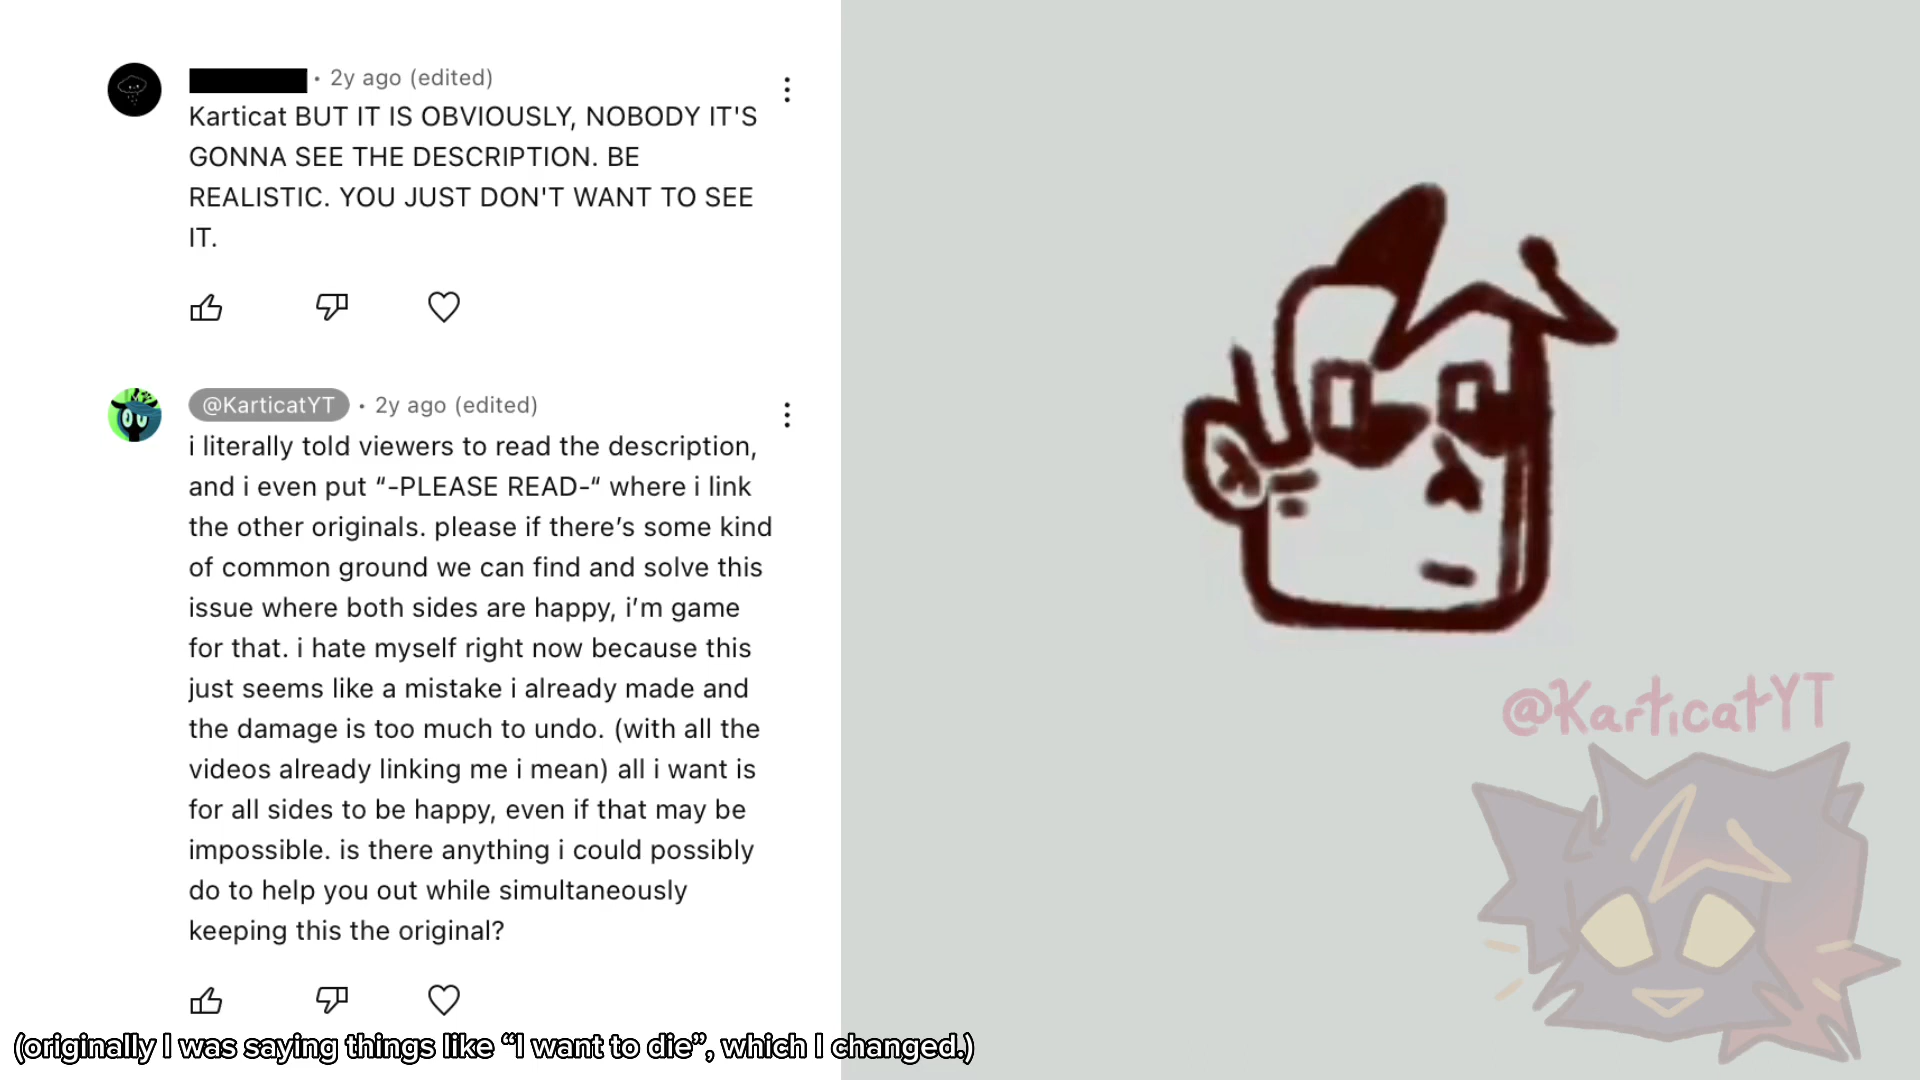 • 2y ago (edited)
Karticat BUT IT IS OBVIOUSLY, NOBODY IT'S
GONNA SEE THE DESCRIPTION. BE
REALISTIC. YOU JUST DON'T WANT TO SEE
IT.
@KarticatYT • 2y ago (edited)
i literally told viewers to read the description,
and i even put “-PLEASE READ-“ where i link
the other originals. please if there’s some kind
of common ground we can find and solve this
issue where both sides are happy, i’m game
for that. i hate myself right now because this
just seems like a mistake i already made and
the damage is too much to undo. (with all the
videos already linking me i mean) all i want is
for all sides to be happy, even if that may be
impossible. is there anything i could possibly
do to help you out while simultaneously
keeping this the original?
(originally I was saying things like “I want to die”, which I changed.)
@KarticatYT